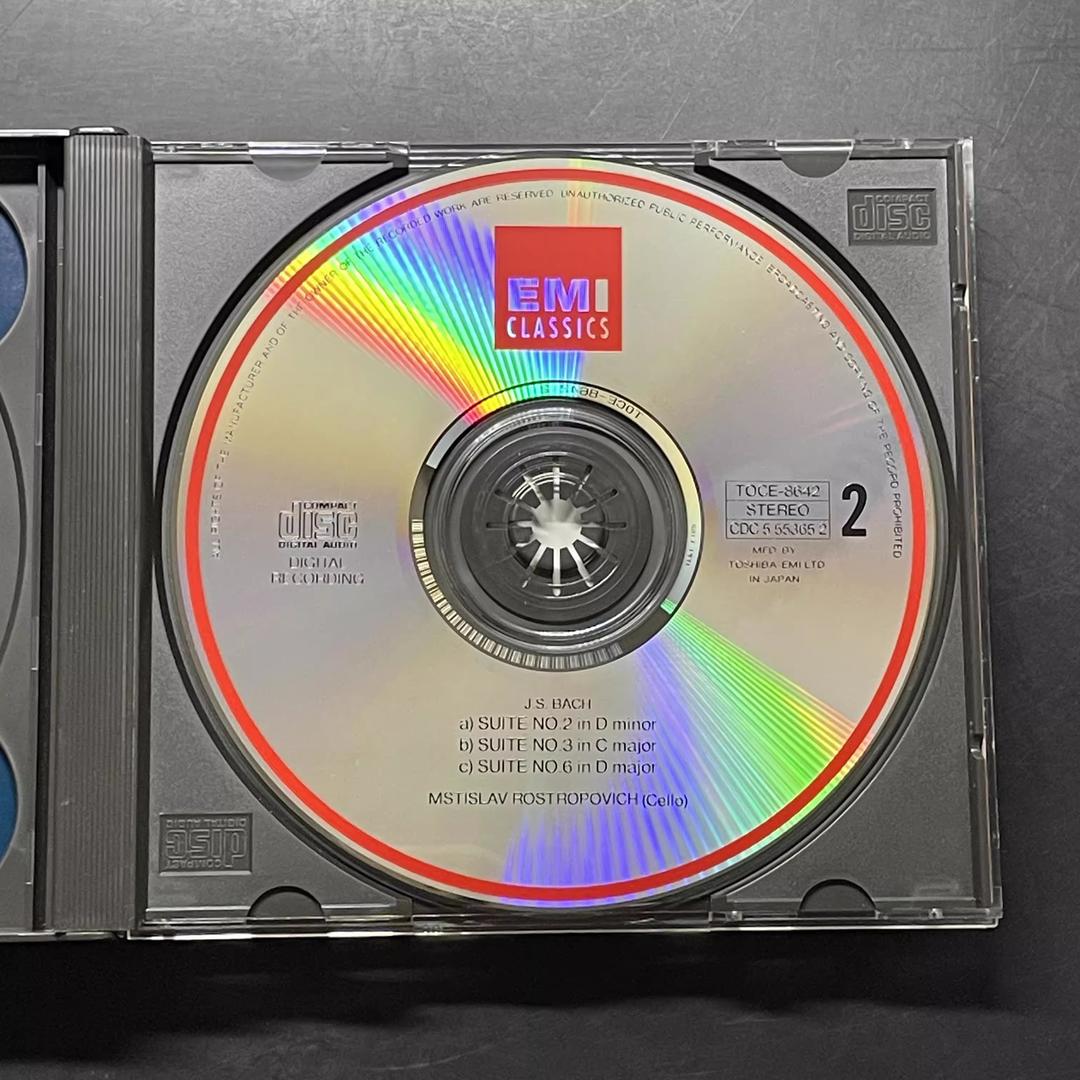 ALL RIGHTS OF THE MANUFACTURER AND OF THE OWNER OF THE RECORDED WORK ARE RESERVED UNAUTHORIZED PUBLIC PERFORMANCE BROADCASTING AND COPYING OF THE RECORD PROHIBITED
EMI
CLASSICS
COMPACT
disc
DIGITAL AUDIO
TOCE-8642
COMPACT
disc
DIGITAL AUDIO
DIGITAL
RECORDING
TOCE-8642
STEREO
CDC 5 55365 2
2
MFD BY
TOSHIBA-EMI LTD
IN JAPAN
J.S. BACH
a) SUITE NO.2 in D minor
b) SUITE NO.3 in C major
c) SUITE NO.6 in D major
MSTISLAV ROSTROPOVICH (Cello)
COMPACT
disc
DIGITAL AUDIO